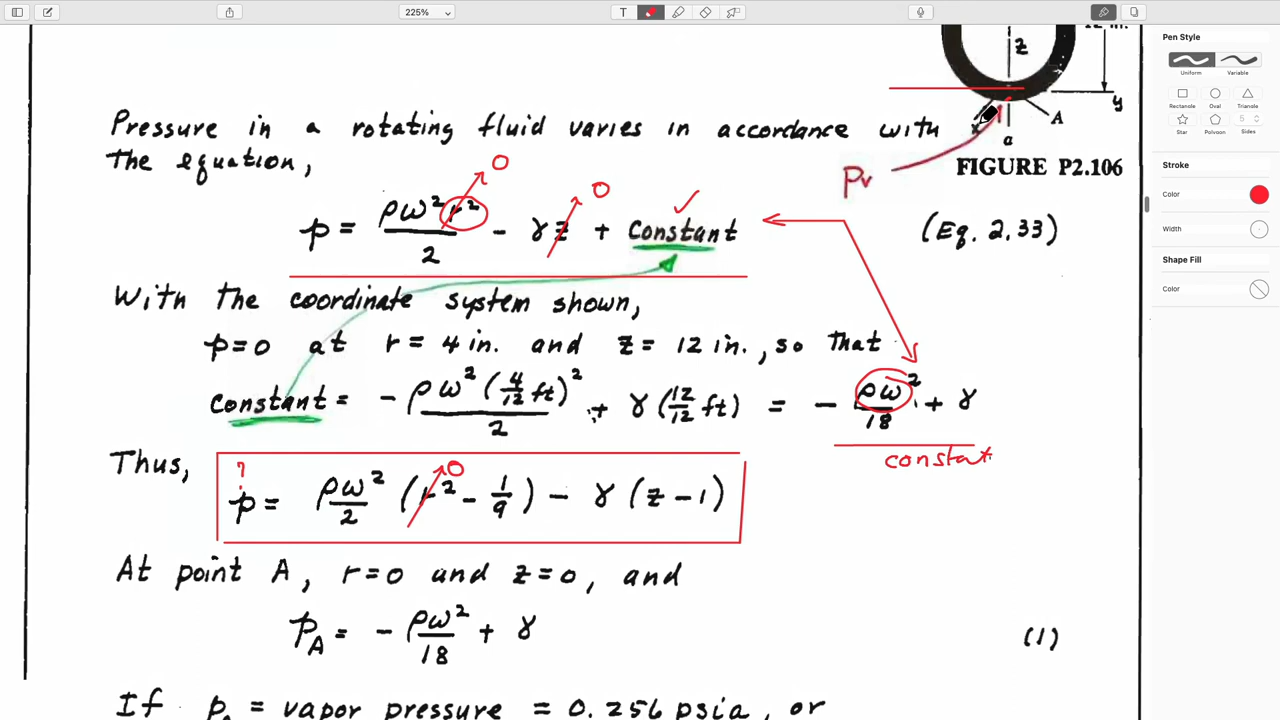 225%
T
12 in.
z
y
Pressure in a rotating fluid varies in accordance with
x
A
a
the equation,
FIGURE P2.106
Pv
0
0
p = ρω²r²/2 - γz + Constant
(Eq. 2.33)
With the coordinate system shown,
p=0 at r = 4 in. and z = 12 in., so that
constant = - ρω²(4/12 ft)²/2 + γ(12/12 ft) = - ρω²/18 + γ
constant
Thus,
?
0
p = ρω²/2 (r² - 1/9) - γ(z-1)
At point A, r=0 and z=0, and
pA = - ρω²/18 + γ
(1)
If pA = vapor pressure = 0.256 psia, or
Pen Style
Uniform
Variable
Rectangle
Oval
Triangle
Star
Polygon
5
Sides
Stroke
Color
Width
Shape Fill
Color